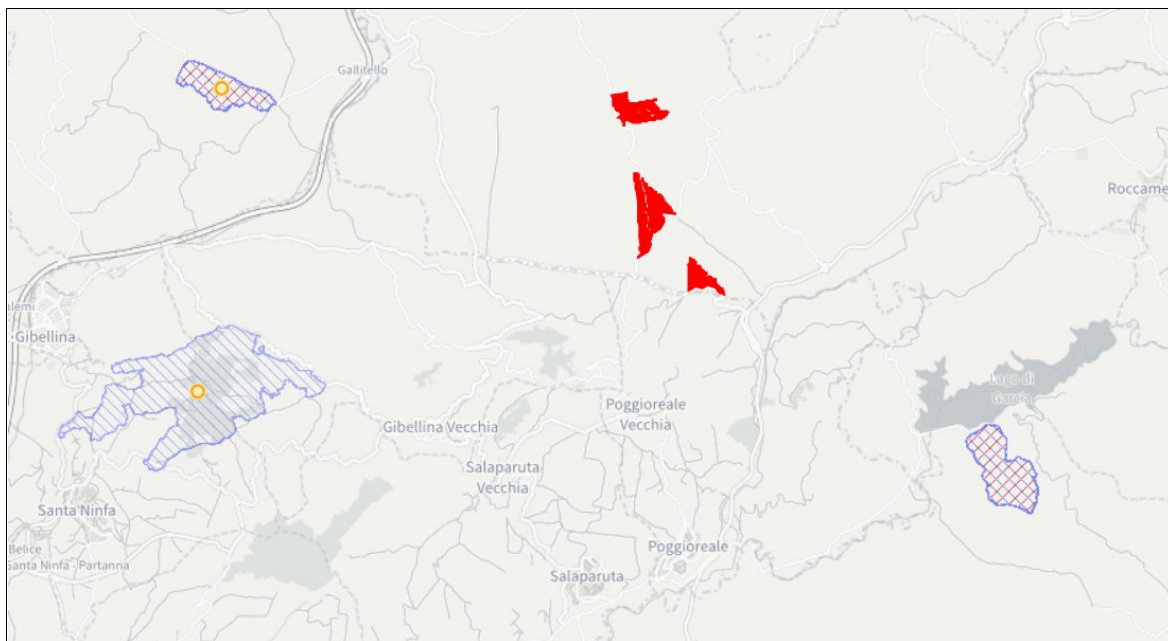 Gallitello
Roccame
alemi
Gibellina
Lago di
Garcia
Poggioreale
Vecchia
Gibellina Vecchia
Salaparuta
Vecchia
Santa Ninfa
Poggioreale
Belice
Santa Ninfa - Partanna
Salaparuta